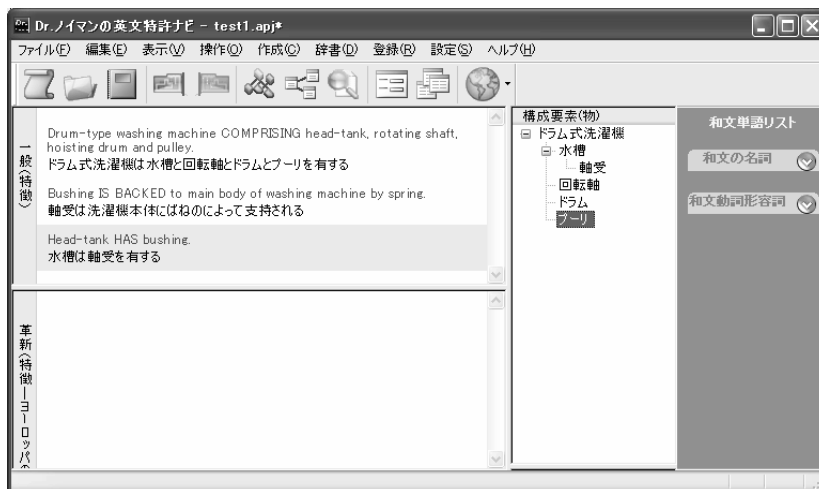 Dr.ノイマンの英文特許ナビ - test1.apj*
ファイル(F) 編集(E) 表示(V) 操作(O) 作成(C) 辞書(D) 登録(R) 設定(S) ヘルプ(H)
一般(特徴)
Drum-type washing machine COMPRISING head-tank, rotating shaft,
hoisting drum and pulley.
ドラム式洗濯機は水槽と回転軸とドラムとプーリを有する
Bushing IS BACKED to main body of washing machine by spring.
軸受は洗濯機本体にばねのによって支持される
Head-tank HAS bushing.
水槽は軸受を有する
革新(特徴ーヨーロッパの
構成要素(物)
ドラム式洗濯機
水槽
軸受
回転軸
ドラム
プーリ
和文単語リスト
和文の名詞
和文動詞形容詞